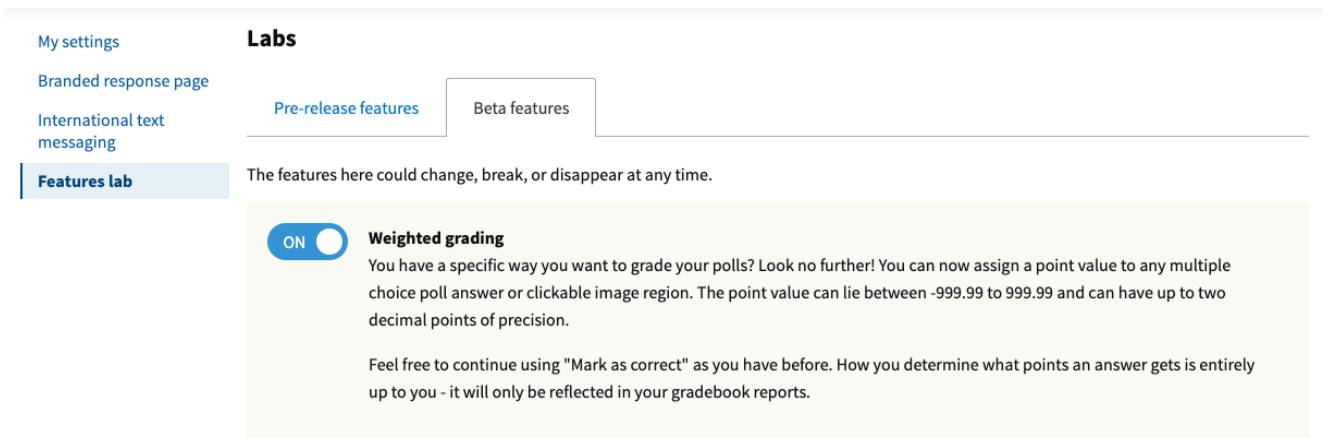 My settings
Branded response page
International text
messaging
Features lab
Labs
Pre-release features
Beta features
The features here could change, break, or disappear at any time.
ON
Weighted grading
You have a specific way you want to grade your polls? Look no further! You can now assign a point value to any multiple
choice poll answer or clickable image region. The point value can lie between -999.99 to 999.99 and can have up to two
decimal points of precision.
Feel free to continue using "Mark as correct" as you have before. How you determine what points an answer gets is entirely
up to you - it will only be reflected in your gradebook reports.